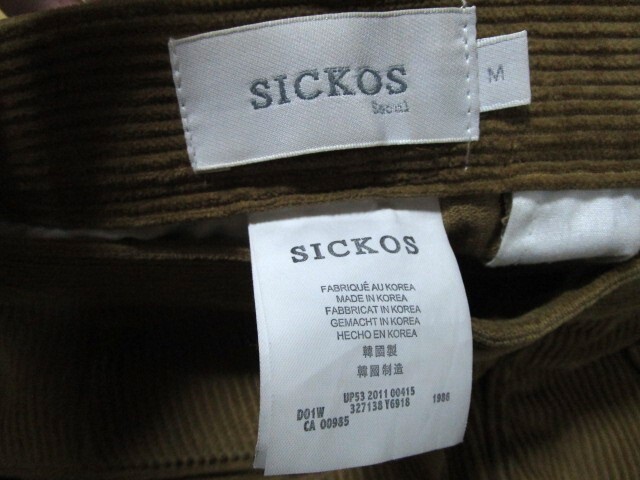 SICKOS
Seoul
M
SICKOS
FABRIQUÉ AU KOREA
MADE IN KOREA
FABBRICAT IN KOREA
GEMACHT IN KOREA
HECHO EN KOREA
韓國製
韓國制造
UP53 2011 00415
D01W 327138 Y6918 1986
CA 00985